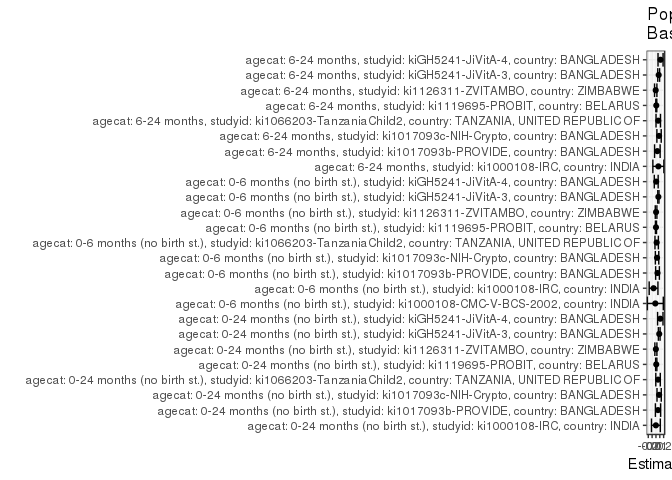 Pop
Bas
agecat: 6-24 months, studyid: kiGH5241-JiVitA-4, country: BANGLADESH
agecat: 6-24 months, studyid: kiGH5241-JiVitA-3, country: BANGLADESH
agecat: 6-24 months, studyid: ki1126311-ZVITAMBO, country: ZIMBABWE
agecat: 6-24 months, studyid: ki1119695-PROBIT, country: BELARUS
agecat: 6-24 months, studyid: ki1066203-TanzaniaChild2, country: TANZANIA, UNITED REPUBLIC OF
agecat: 6-24 months, studyid: ki1017093c-NIH-Crypto, country: BANGLADESH
agecat: 6-24 months, studyid: ki1017093b-PROVIDE, country: BANGLADESH
agecat: 6-24 months, studyid: ki1000108-IRC, country: INDIA
agecat: 0-6 months (no birth st.), studyid: kiGH5241-JiVitA-4, country: BANGLADESH
agecat: 0-6 months (no birth st.), studyid: kiGH5241-JiVitA-3, country: BANGLADESH
agecat: 0-6 months (no birth st.), studyid: ki1126311-ZVITAMBO, country: ZIMBABWE
agecat: 0-6 months (no birth st.), studyid: ki1119695-PROBIT, country: BELARUS
agecat: 0-6 months (no birth st.), studyid: ki1066203-TanzaniaChild2, country: TANZANIA, UNITED REPUBLIC OF
agecat: 0-6 months (no birth st.), studyid: ki1017093c-NIH-Crypto, country: BANGLADESH
agecat: 0-6 months (no birth st.), studyid: ki1017093b-PROVIDE, country: BANGLADESH
agecat: 0-6 months (no birth st.), studyid: ki1000108-IRC, country: INDIA
agecat: 0-6 months (no birth st.), studyid: ki1000108-CMC-V-BCS-2002, country: INDIA
agecat: 0-24 months (no birth st.), studyid: kiGH5241-JiVitA-4, country: BANGLADESH
agecat: 0-24 months (no birth st.), studyid: kiGH5241-JiVitA-3, country: BANGLADESH
agecat: 0-24 months (no birth st.), studyid: ki1126311-ZVITAMBO, country: ZIMBABWE
agecat: 0-24 months (no birth st.), studyid: ki1119695-PROBIT, country: BELARUS
agecat: 0-24 months (no birth st.), studyid: ki1066203-TanzaniaChild2, country: TANZANIA, UNITED REPUBLIC OF
agecat: 0-24 months (no birth st.), studyid: ki1017093c-NIH-Crypto, country: BANGLADESH
agecat: 0-24 months (no birth st.), studyid: ki1017093b-PROVIDE, country: BANGLADESH
agecat: 0-24 months (no birth st.), studyid: ki1000108-IRC, country: INDIA
Estima